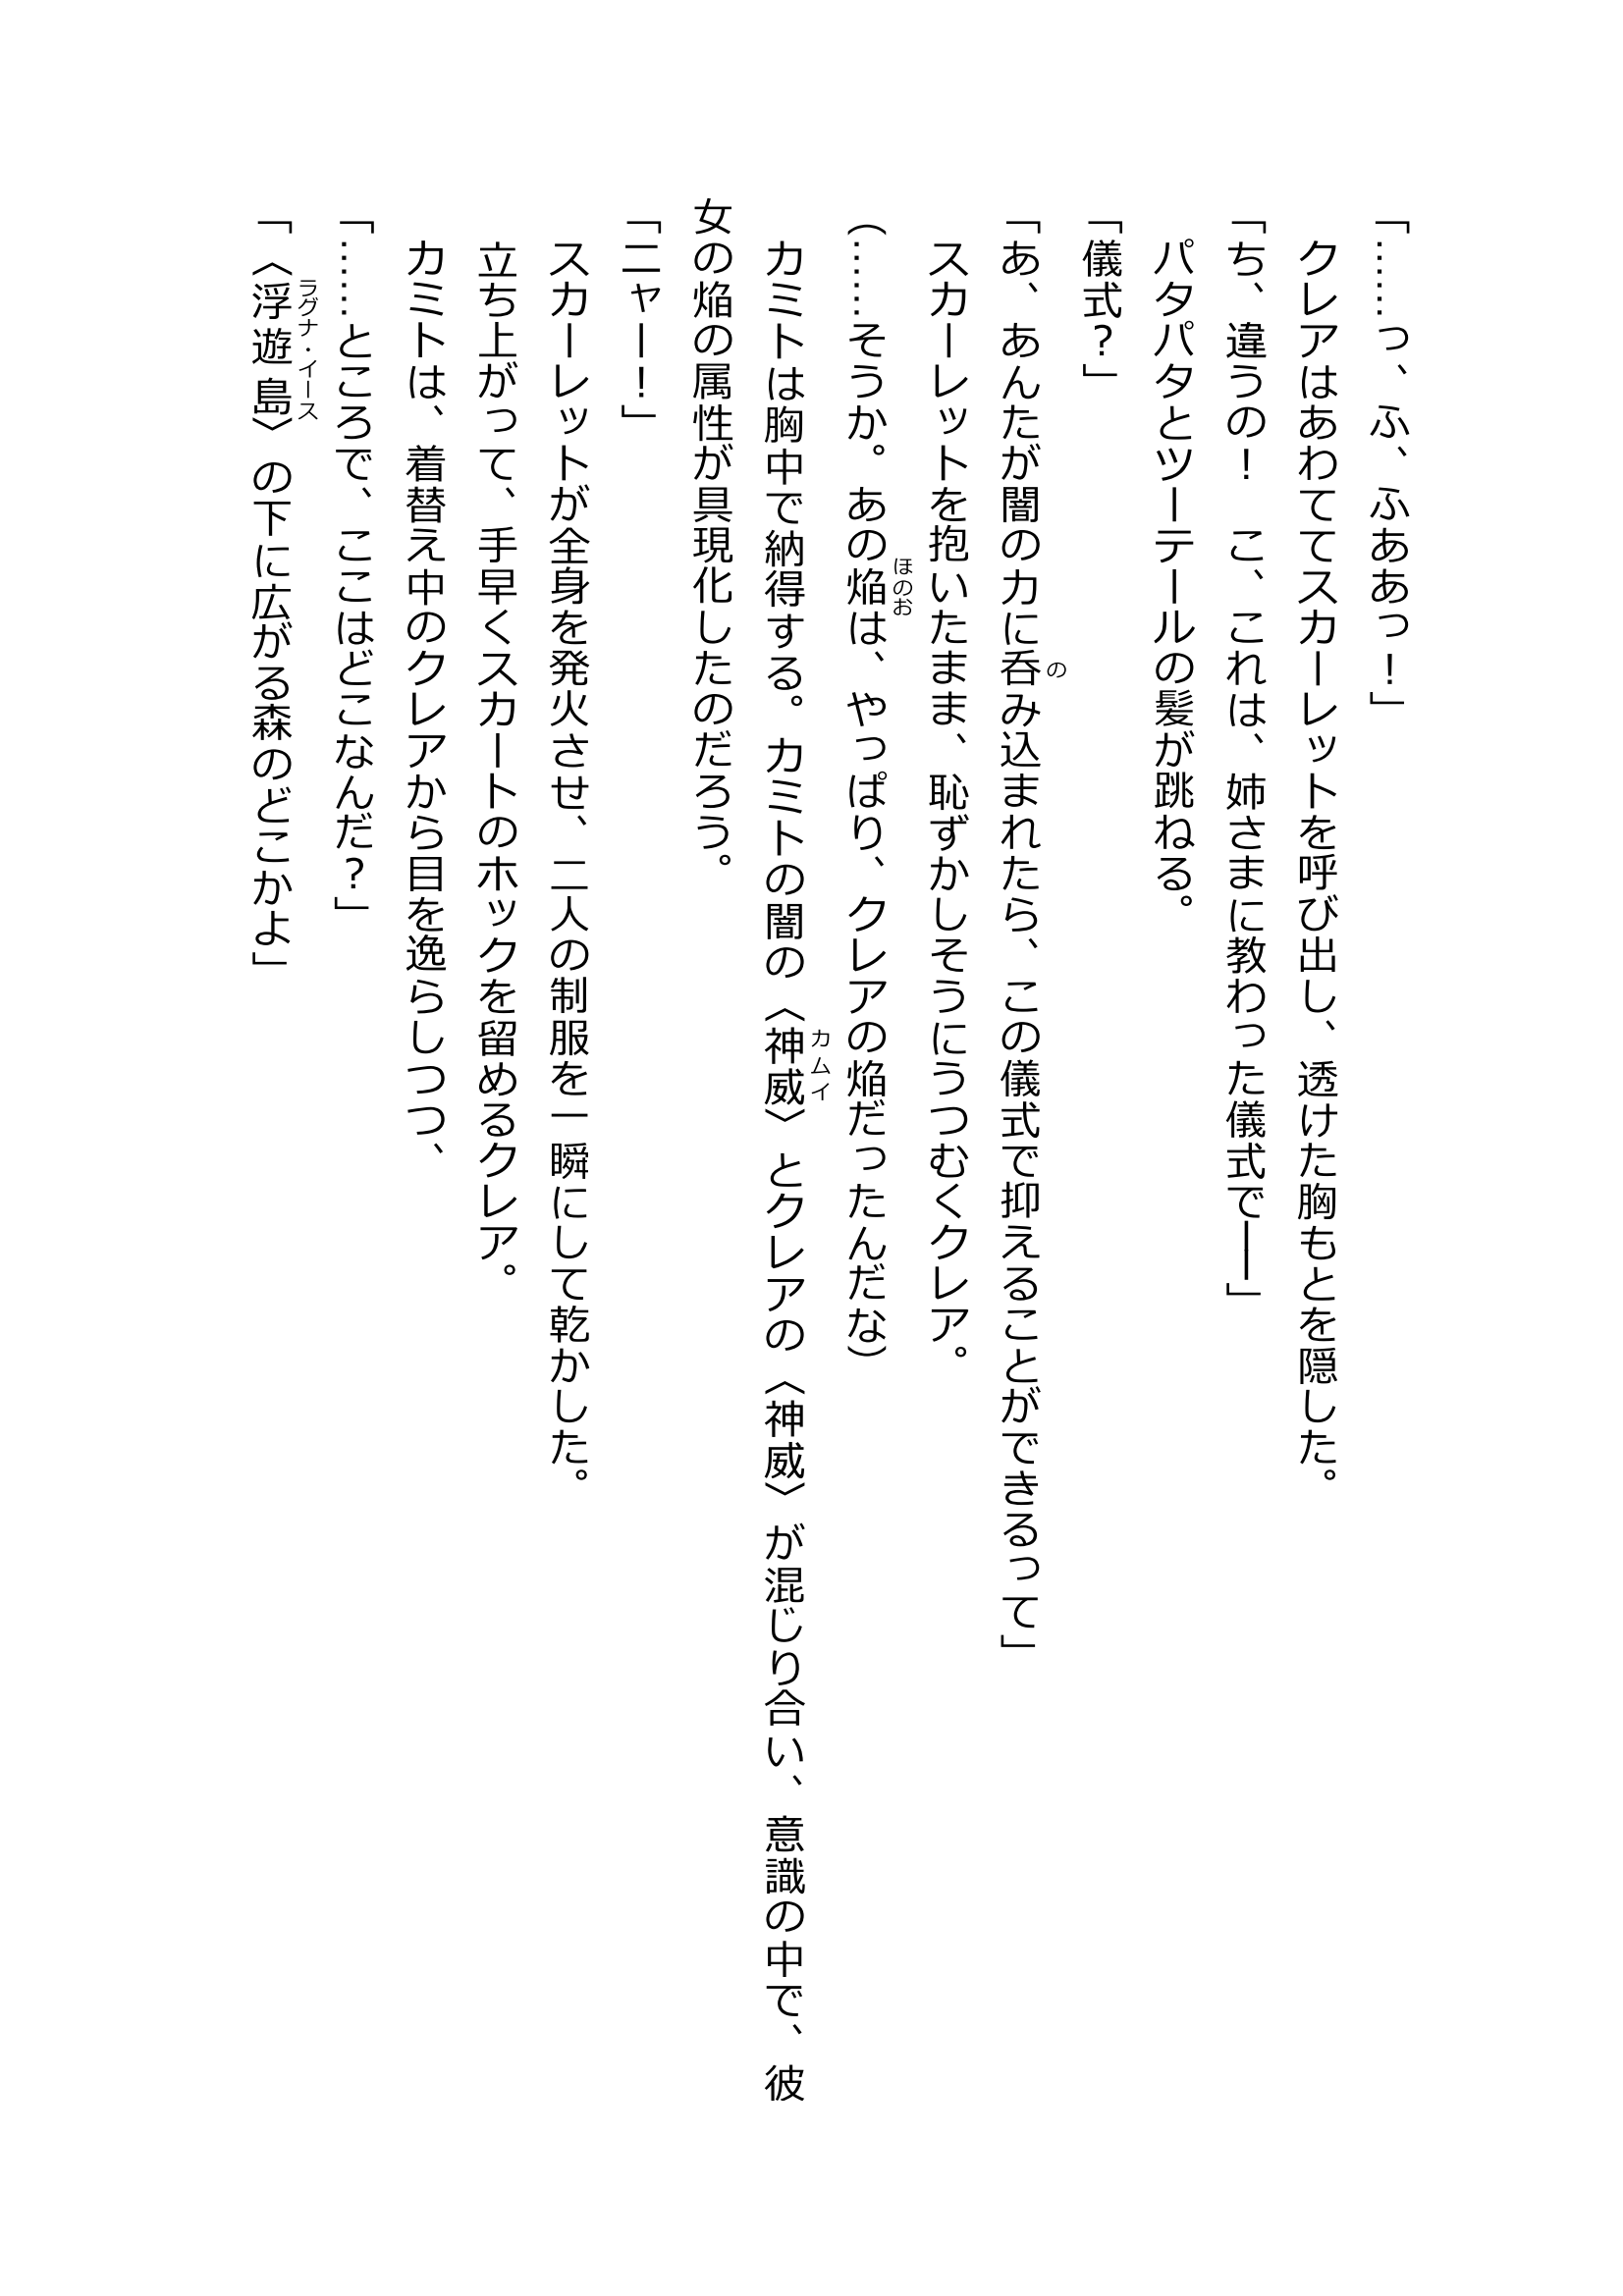 「……っ、ふ、ふああっ！」
　クレアはあわててスカーレットを呼び出し、透けた胸もとを隠した。
「ち、違うの！　こ、これは、姉さまに教わった儀式で――」
　パタパタとツーテールの髪が跳ねる。
「儀式？」
「あ、あんたが闇の力に呑み込まれたら、この儀式で抑えることができるって」
　スカーレットを抱いたまま、恥ずかしそうにうつむくクレア。
（……そうか。あの焔は、やっぱり、クレアの焔だったんだな）
　カミトは胸中で納得する。カミトの闇の〈神威〉とクレアの〈神威〉が混じり合い、意識の中で、彼
女の焔の属性が具現化したのだろう。
「ニャー！」
　スカーレットが全身を発火させ、二人の制服を一瞬にして乾かした。
　立ち上がって、手早くスカートのホックを留めるクレア。
　カミトは、着替え中のクレアから目を逸らしつつ、
「……ところで、ここはどこなんだ？」
「〈浮遊島〉の下に広がる森のどこかよ」
の
ほのお
カムイ
ラグナ・イース